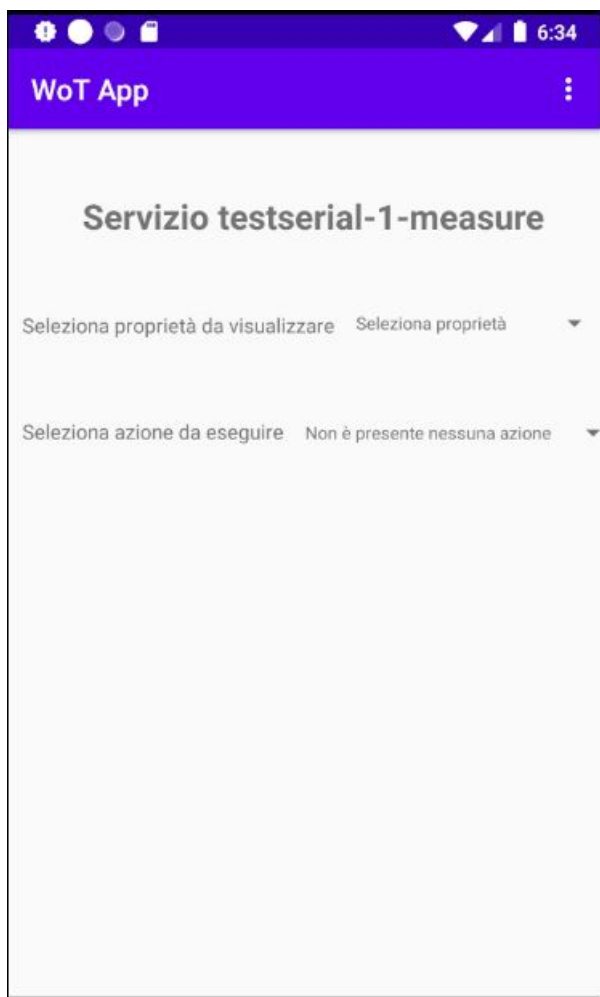 6:34
WoT App
Servizio testserial-1-measure
Seleziona proprietà da visualizzare Seleziona proprietà
Seleziona azione da eseguire Non è presente nessuna azione